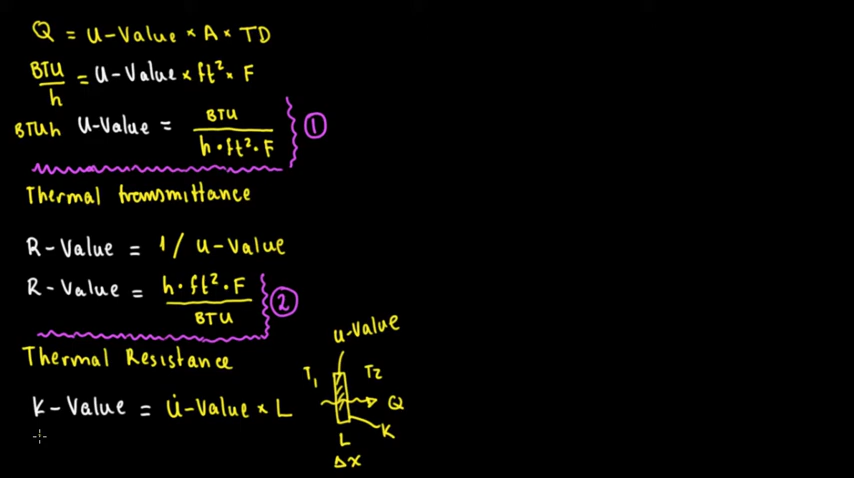 Q = U-Value × A × TD
BTU/h = U-Value × ft² × F
BTUh U-Value = BTU / h·ft²·F ①
Thermal transmittance
R-Value = 1/ U-Value
R-Value = h·ft²·F / BTU ②
Thermal Resistance
U-Value
T₁ T₂
Q
K-Value = U-Value × L
K
L
Δx